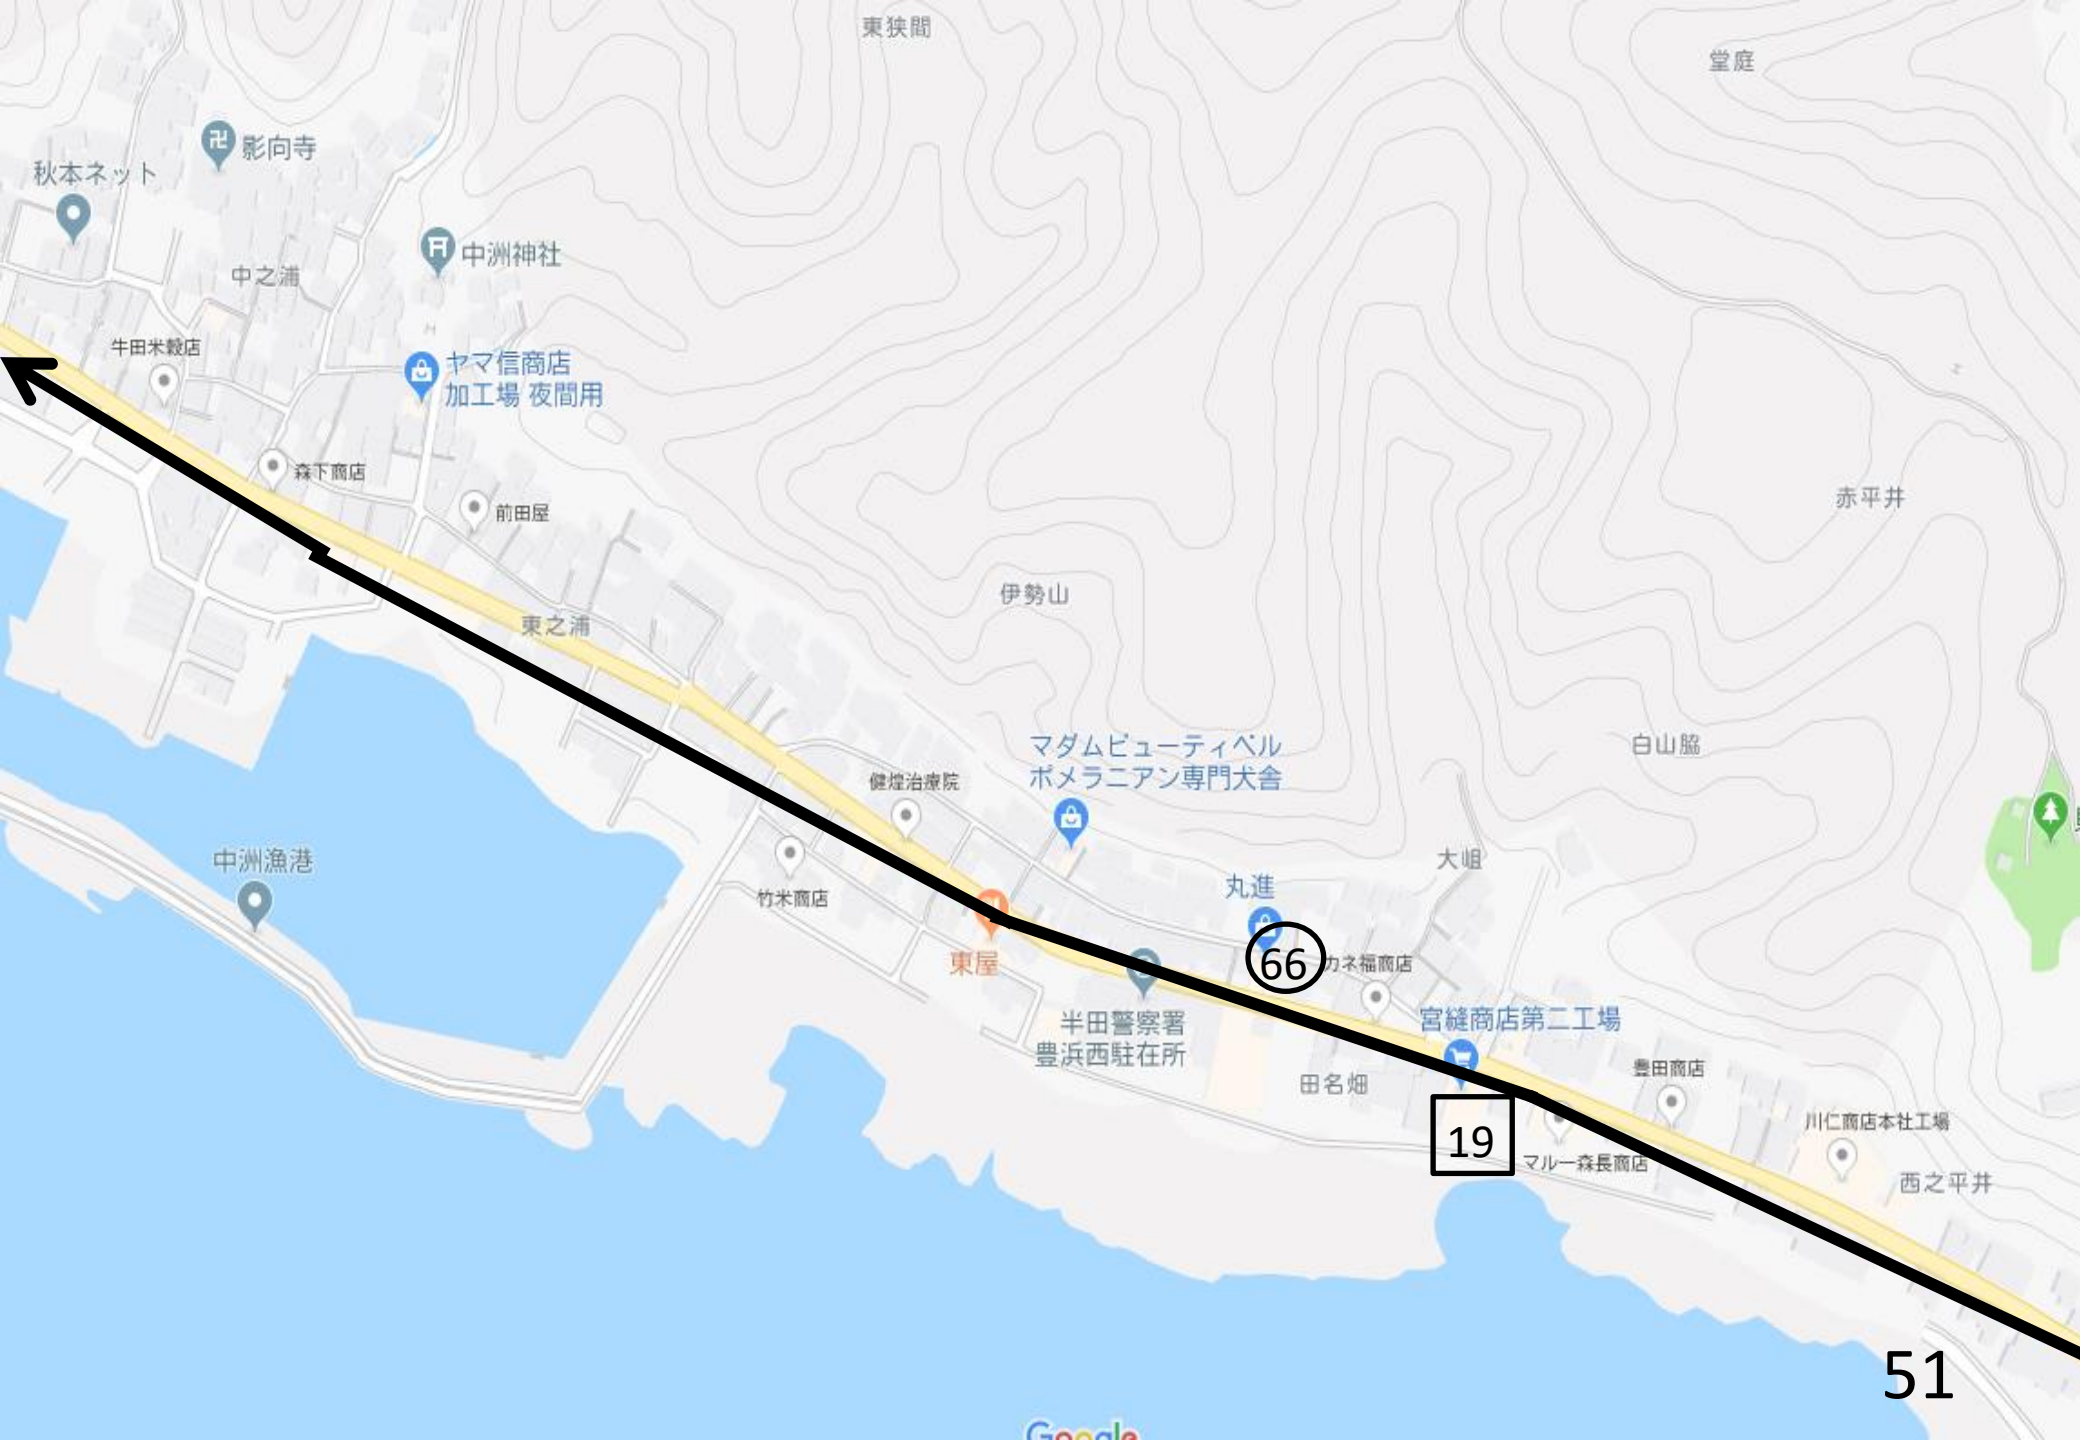 東狭間
堂庭
影向寺
秋本ネット
中洲神社
中之浦
牛田米穀店
ヤマ信商店
加工場 夜間用
森下商店
前田屋
赤平井
伊勢山
東之浦
マダムビューティベル
ポメラニアン専門犬舎
白山脇
健煌治療院
中洲漁港
竹米商店
大岨
丸進
東屋
66
カネ福商店
半田警察署
豊浜西駐在所
宮縫商店第二工場
田名畑
豊田商店
19
マルー森長商店
川仁商店本社工場
西之平井
51
Google